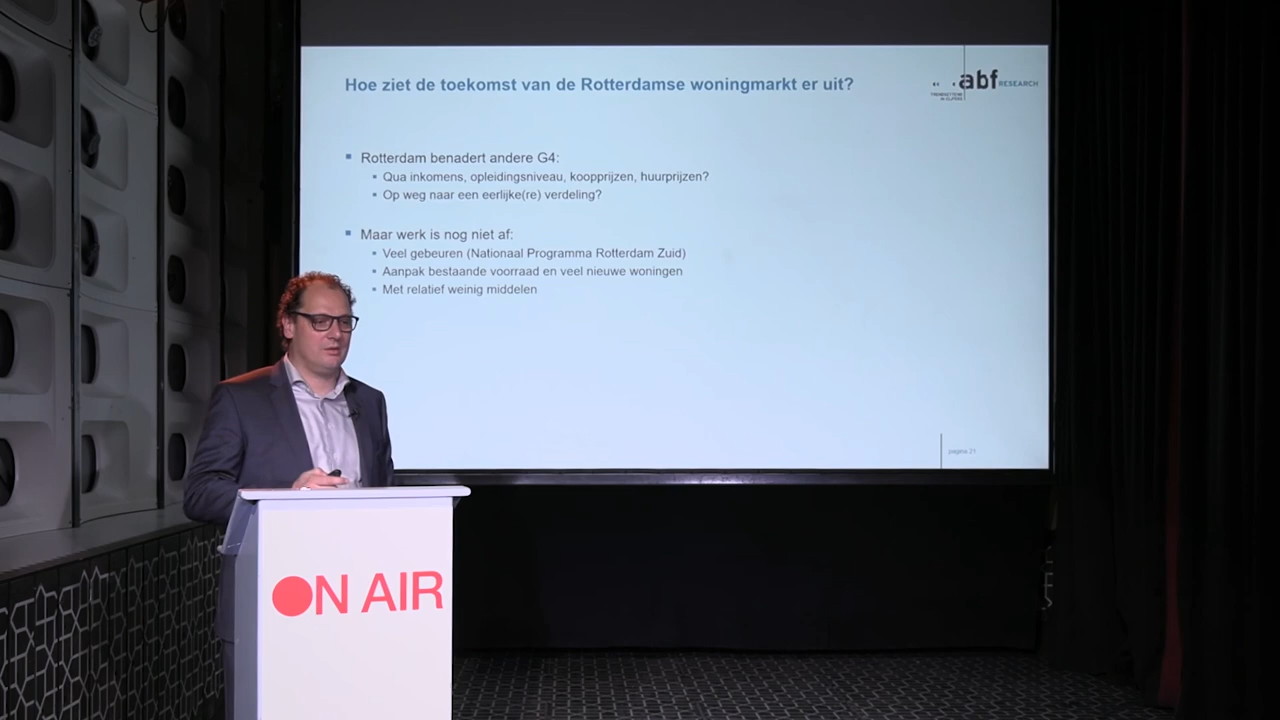 Hoe ziet de toekomst van de Rotterdamse woningmarkt er uit?
abf RESEARCH
Rotterdam benadert andere G4:
Qua inkomens, opleidingsniveau, koopprijzen, huurprijzen?
Op weg naar een eerlijke(re) verdeling?
Maar werk is nog niet af:
Veel gebeuren (Nationaal Programma Rotterdam Zuid)
Aanpak bestaande voorraad en veel nieuwe woningen
Met relatief weinig middelen
pagina 21
ON AIR